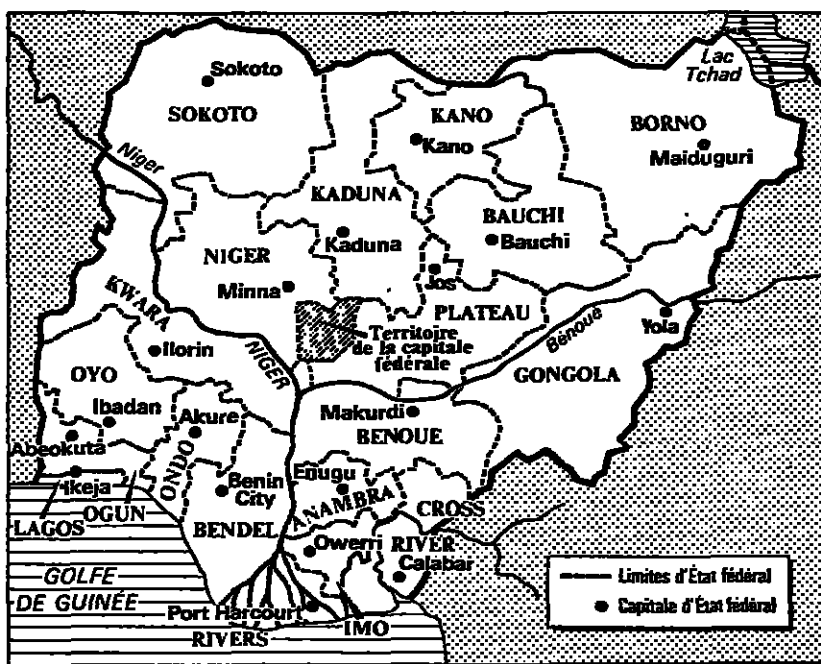 Lac
Tchad
Sokoto
SOKOTO
KANO
Kano
BORNO
Maiduguri
Niger
KADUNA
Kaduna
BAUCHI
Bauchi
NIGER
Minna
Jos
PLATEAU
KWARA
Territoire
de la capitale
fédérale
Bénoué
Yola
Ilorin
NIGER
GONGOLA
OYO
Ibadan
Akure
Makurdi
BENOUE
Abeokuta
Enugu
ONDO
Benin
City
ANAMBRA
CROSS
Ikeja
OGUN
LAGOS
BENDEL
Owerri
RIVER
Calabar
GOLFE
DE GUINÉE
Port Harcourt
IMO
RIVERS
Limites d'État fédéral
Capitale d'État fédéral